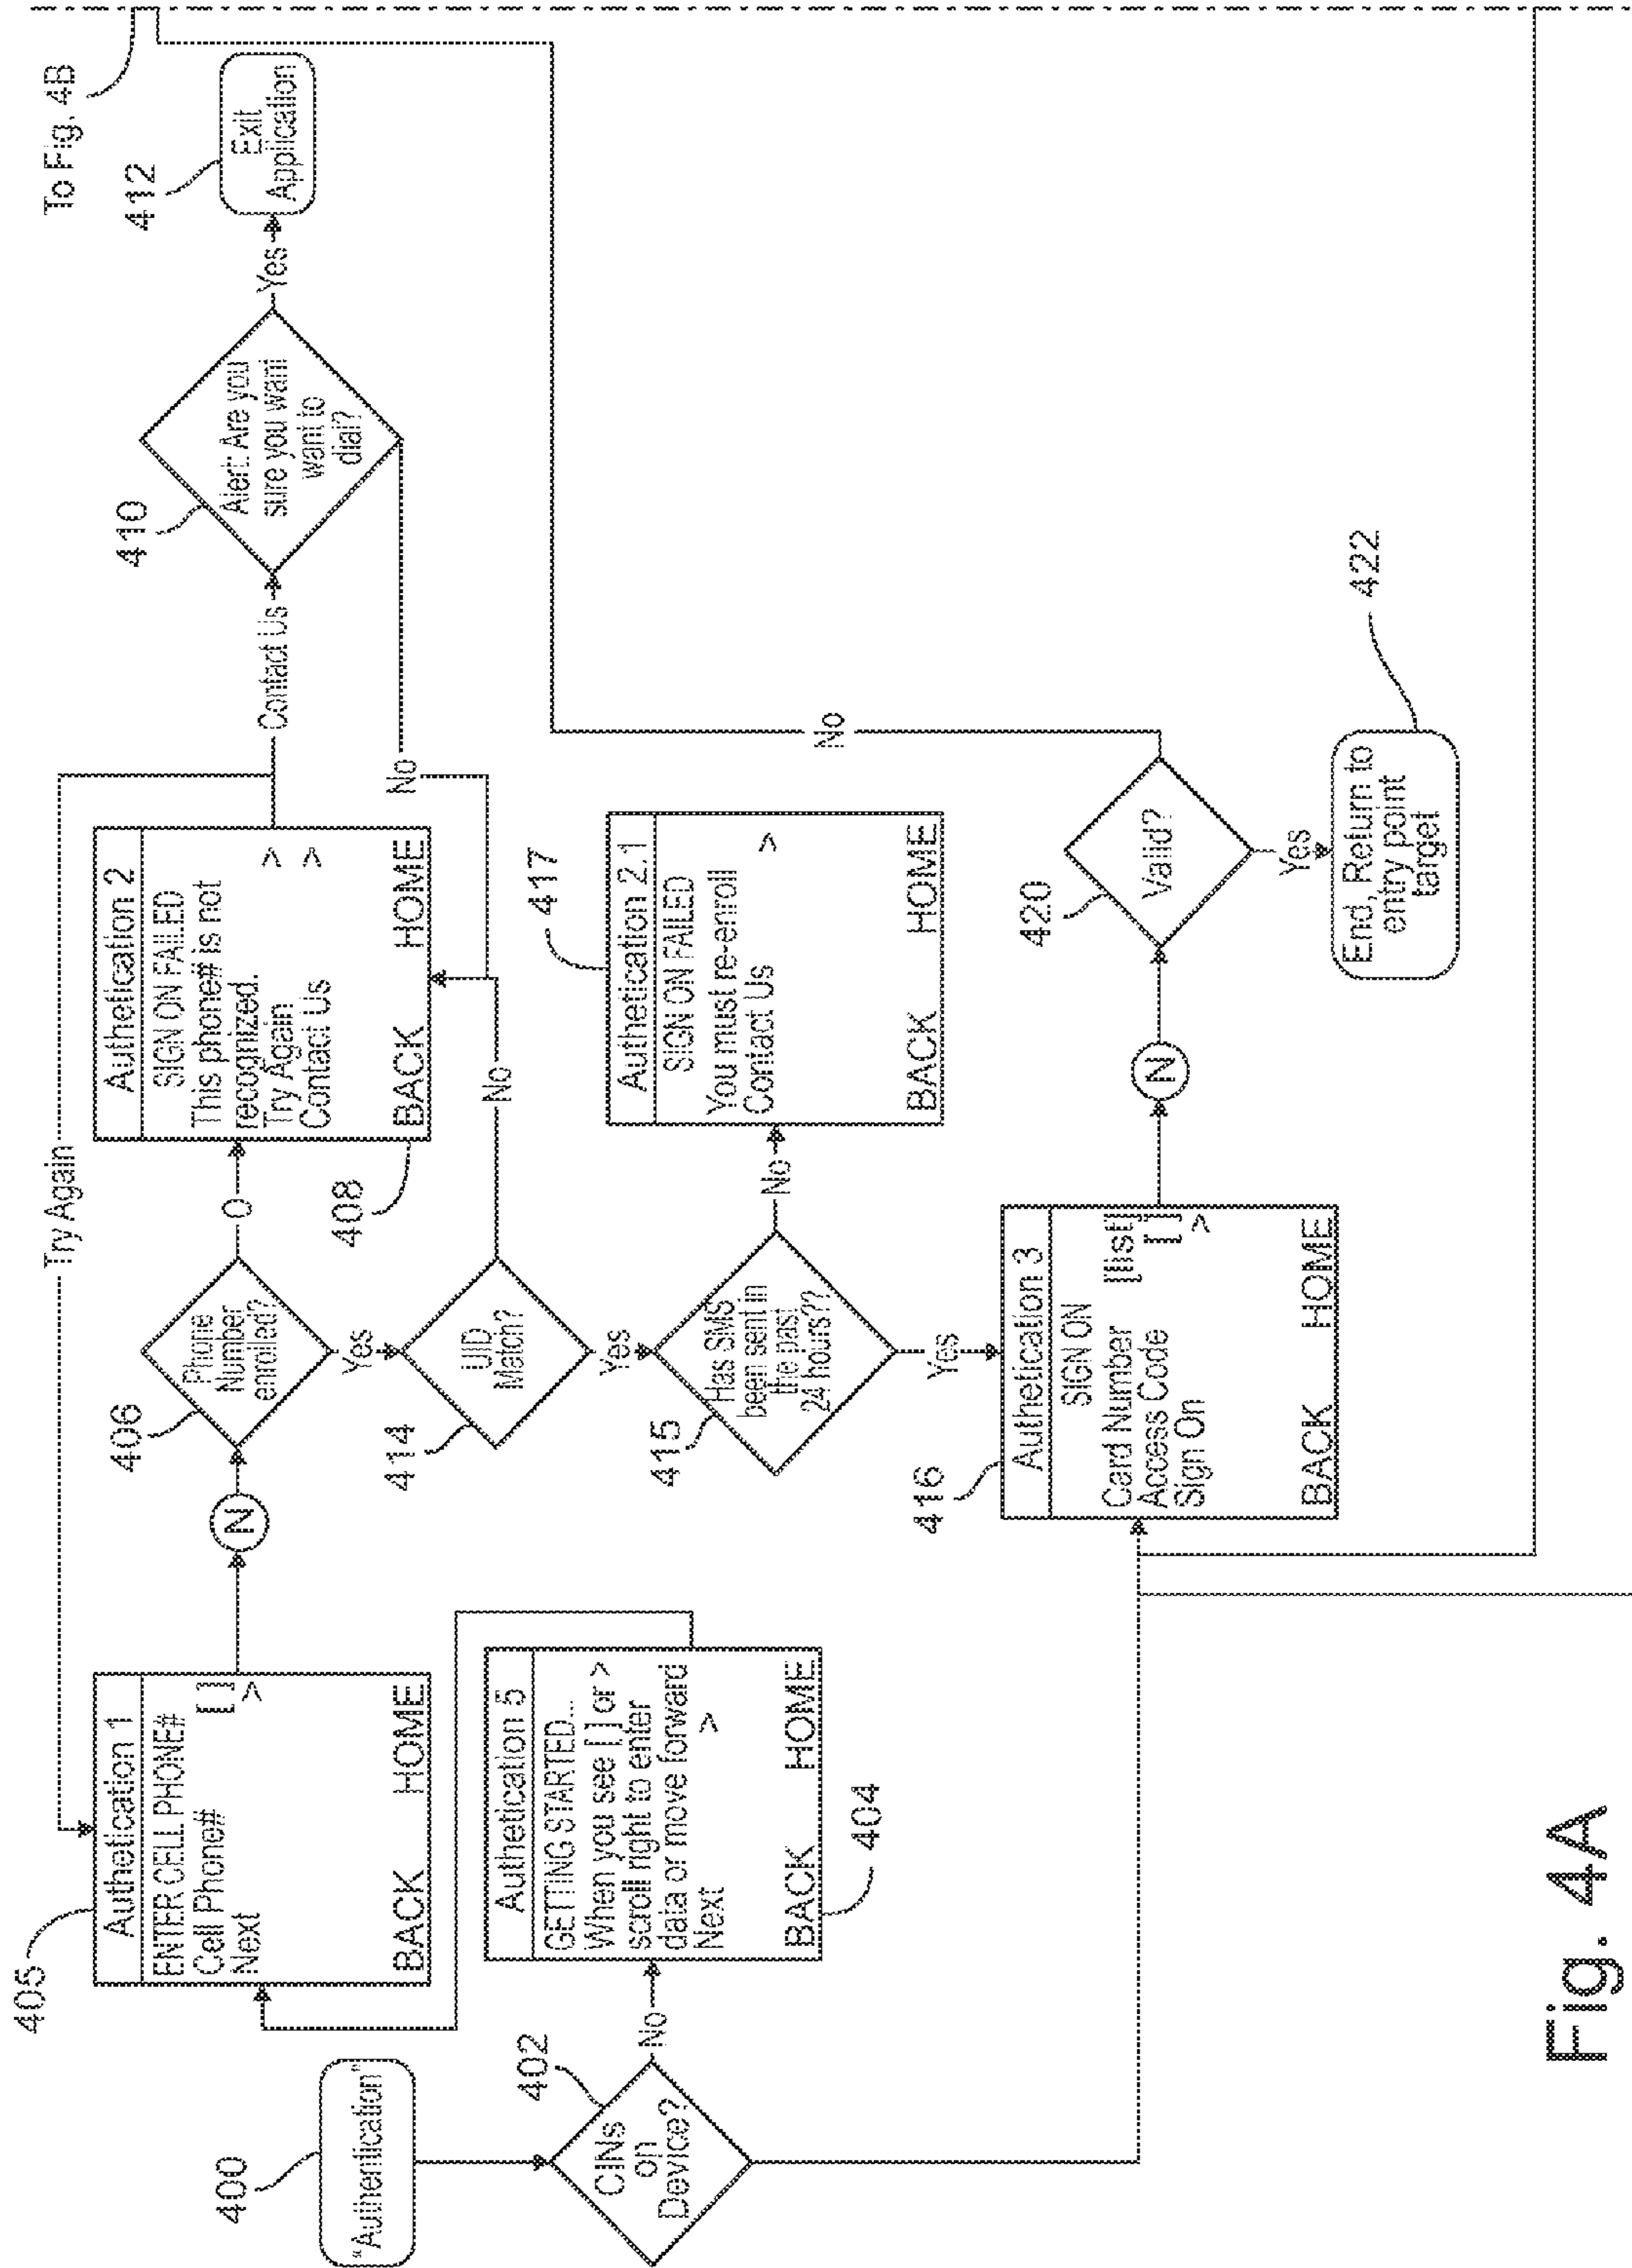 To Fig. 4B
Try Again
405
Authetication 1
ENTER CELL PHONE#
Cell Phone# [ ]
Next >
BACK HOME
N
406
Phone
Number
enrolled?
0
Yes
408
Authetication 2
SIGN ON FAILED
This phone# is not
recognized.
Try Again >
Contact Us >
BACK HOME
Contact Us
410
Alert: Are you
sure you want
want to
dial?
Yes
No
412
Exit
Application
400
"Authentication"
402
CINs
on
Device?
No
404
Authetication 5
GETTING STARTED...
When you see [ ] or >
scroll right to enter
data or move forward
Next >
BACK HOME
414
UID
Match?
No
Yes
415
Has SMS
been sent in
the past
24 hours??
No
Yes
417
Authetication 2.1
SIGN ON FAILED
You must re-enroll
Contact Us >
BACK HOME
416
Authetication 3
SIGN ON
Card Number [list]
Access Code [ ]
Sign On >
BACK HOME
N
420
Valid?
No
Yes
422
End, Return to
entry point
target
Fig. 4A